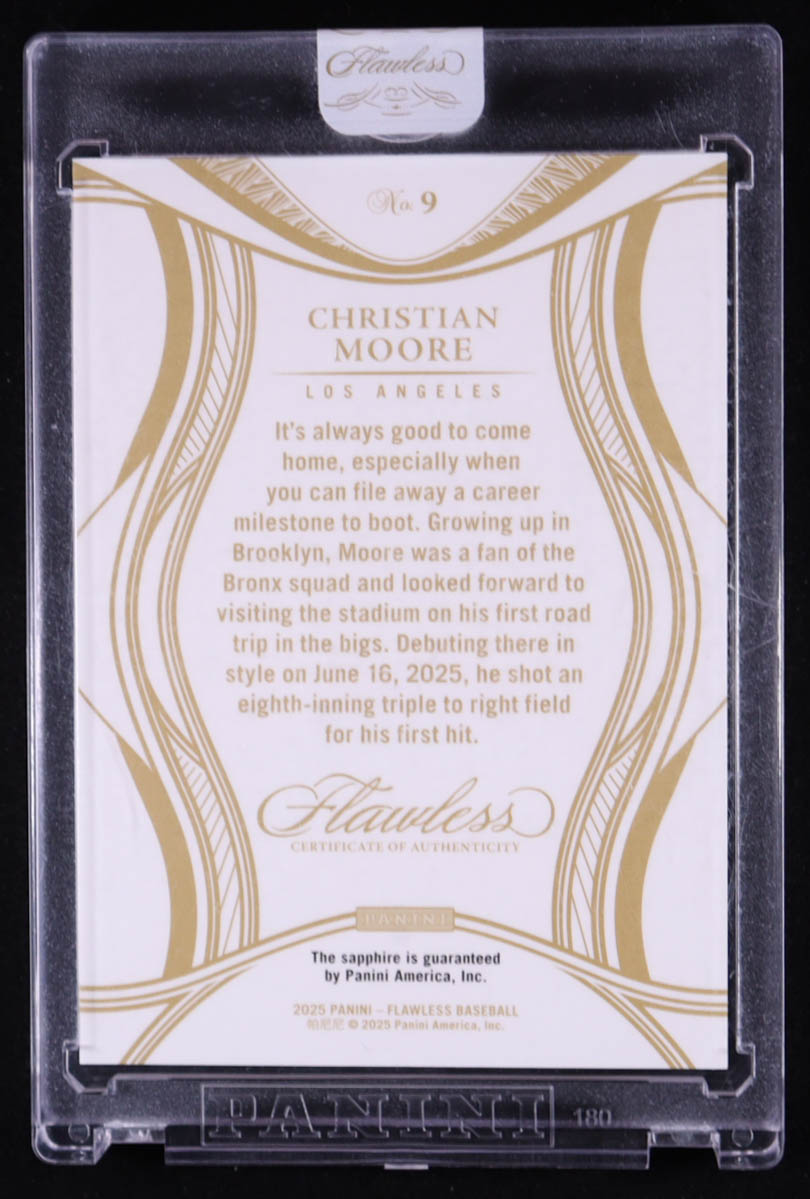 Flawless
No. 9
CHRISTIAN
MOORE
LOS ANGELES
It's always good to come
home, especially when
you can file away a career
milestone to boot. Growing up in
Brooklyn, Moore was a fan of the
Bronx squad and looked forward to
visiting the stadium on his first road
trip in the bigs. Debuting there in
style on June 16, 2025, he shot an
eighth-inning triple to right field
for his first hit.
Flawless
CERTIFICATE OF AUTHENTICITY
PANINI
The sapphire is guaranteed
by Panini America, Inc.
2025 PANINI – FLAWLESS BASEBALL
帕尼尼 © 2025 Panini America, Inc.
PANINI 180